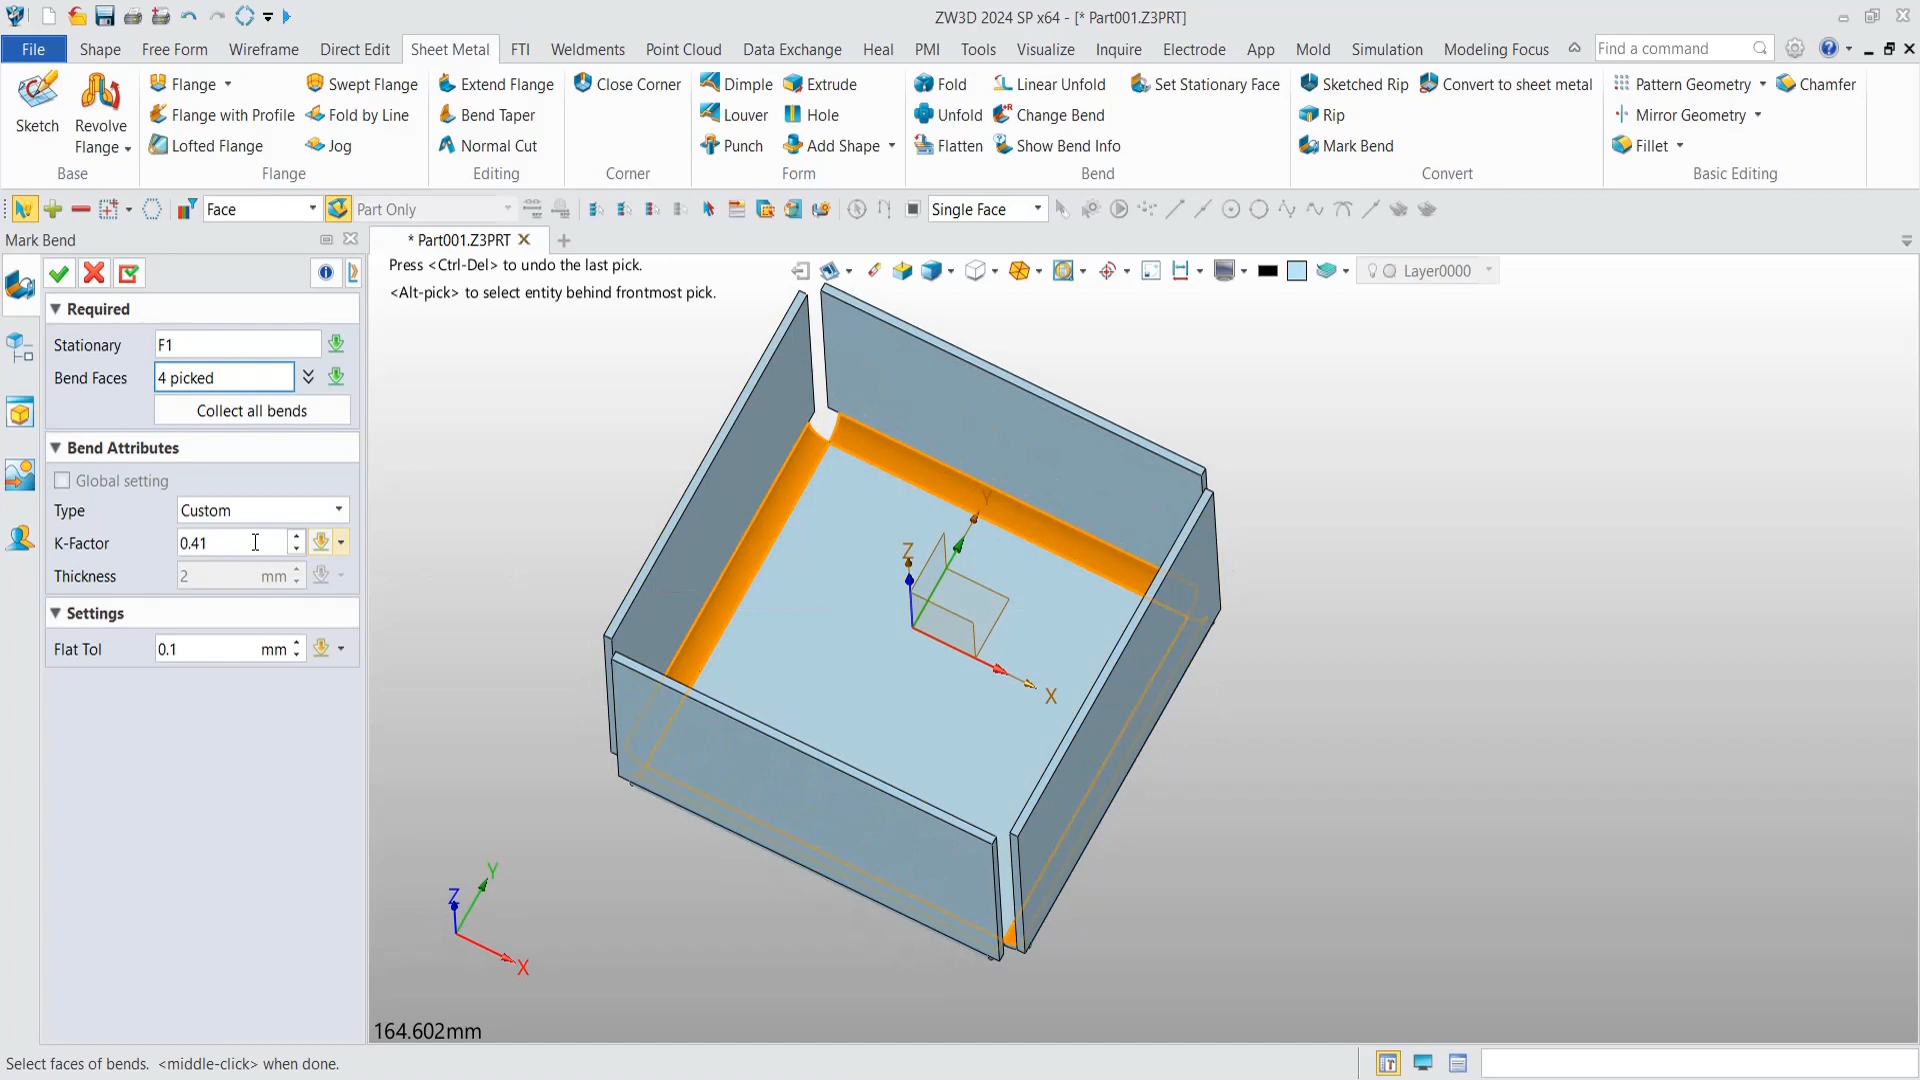 ZW3D 2024 SP x64 - [* Part001.Z3PRT]
File Shape Free Form Wireframe Direct Edit Sheet Metal FTI Weldments Point Cloud Data Exchange Heal PMI Tools Visualize Inquire Electrode App Mold Simulation Modeling Focus Find a command
Flange Swept Flange Extend Flange Close Corner Dimple Extrude Fold Linear Unfold Set Stationary Face Sketched Rip Convert to sheet metal Pattern Geometry Chamfer
Sketch Revolve Flange with Profile Fold by Line Bend Taper Louver Hole Unfold Change Bend Rip Mirror Geometry
Flange Lofted Flange Jog Normal Cut Punch Add Shape Flatten Show Bend Info Mark Bend Fillet
Base Flange Editing Corner Form Bend Convert Basic Editing
Face Part Only Single Face
Mark Bend * Part001.Z3PRT
Press <Ctrl-Del> to undo the last pick.
<Alt-pick> to select entity behind frontmost pick.
Layer0000
Required
Stationary F1
Bend Faces 4 picked
Collect all bends
Bend Attributes
Global setting
Type Custom
K-Factor 0.41
Thickness 2 mm
Settings
Flat Tol 0.1 mm
Y
Z
X
Y
Z
X
164.602mm
Select faces of bends. <middle-click> when done.